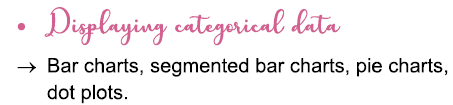 • Displaying categorical data
→ Bar charts, segmented bar charts, pie charts,
dot plots.